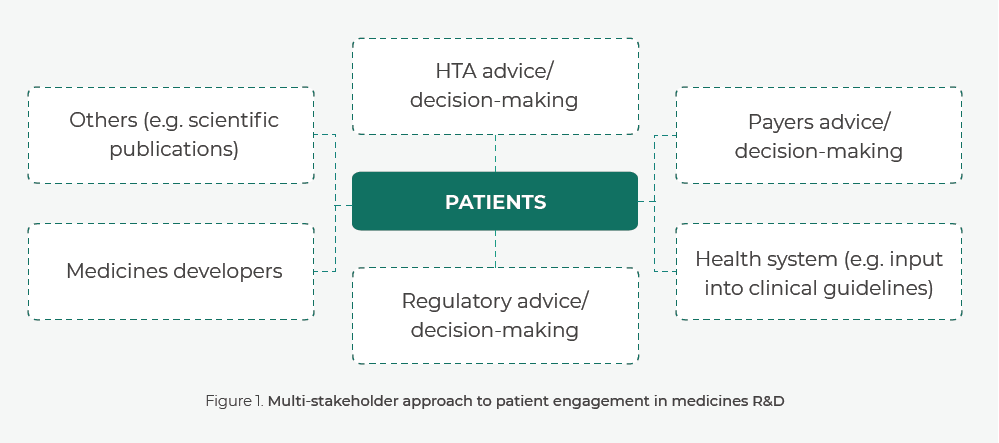 HTA advice/
decision-making
Others (e.g. scientific
publications)
Payers advice/
decision-making
PATIENTS
Medicines developers
Health system (e.g. input
into clinical guidelines)
Regulatory advice/
decision-making
Figure 1. Multi-stakeholder approach to patient engagement in medicines R&D